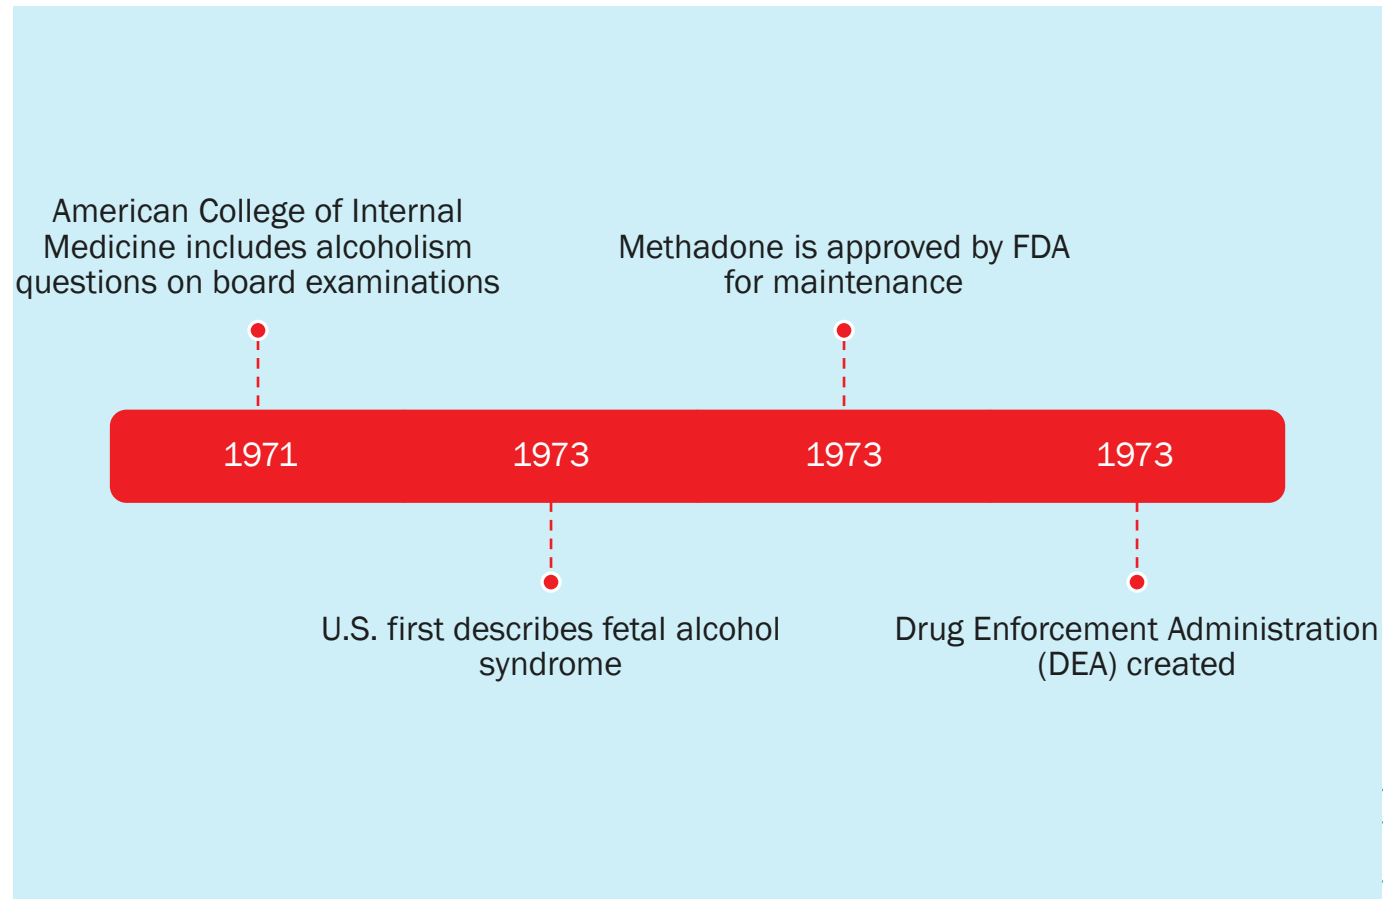 American College of Internal
Medicine includes alcoholism
questions on board examinations
Methadone is approved by FDA
for maintenance
1971
1973
1973
1973
U.S. first describes fetal alcohol
syndrome
Drug Enforcement Administration
(DEA) created